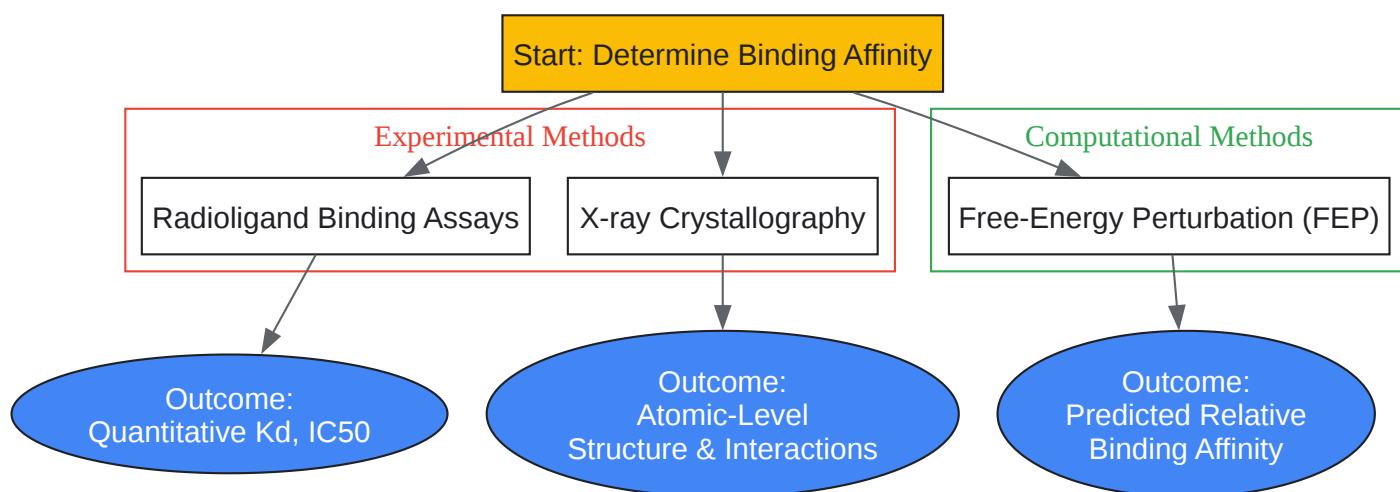 Start: Determine Binding Affinity
Experimental Methods
Computational Methods
Radioligand Binding Assays
X-ray Crystallography
Free-Energy Perturbation (FEP)
Outcome:
Quantitative Kd, IC50
Outcome:
Atomic-Level
Structure & Interactions
Outcome:
Predicted Relative
Binding Affinity